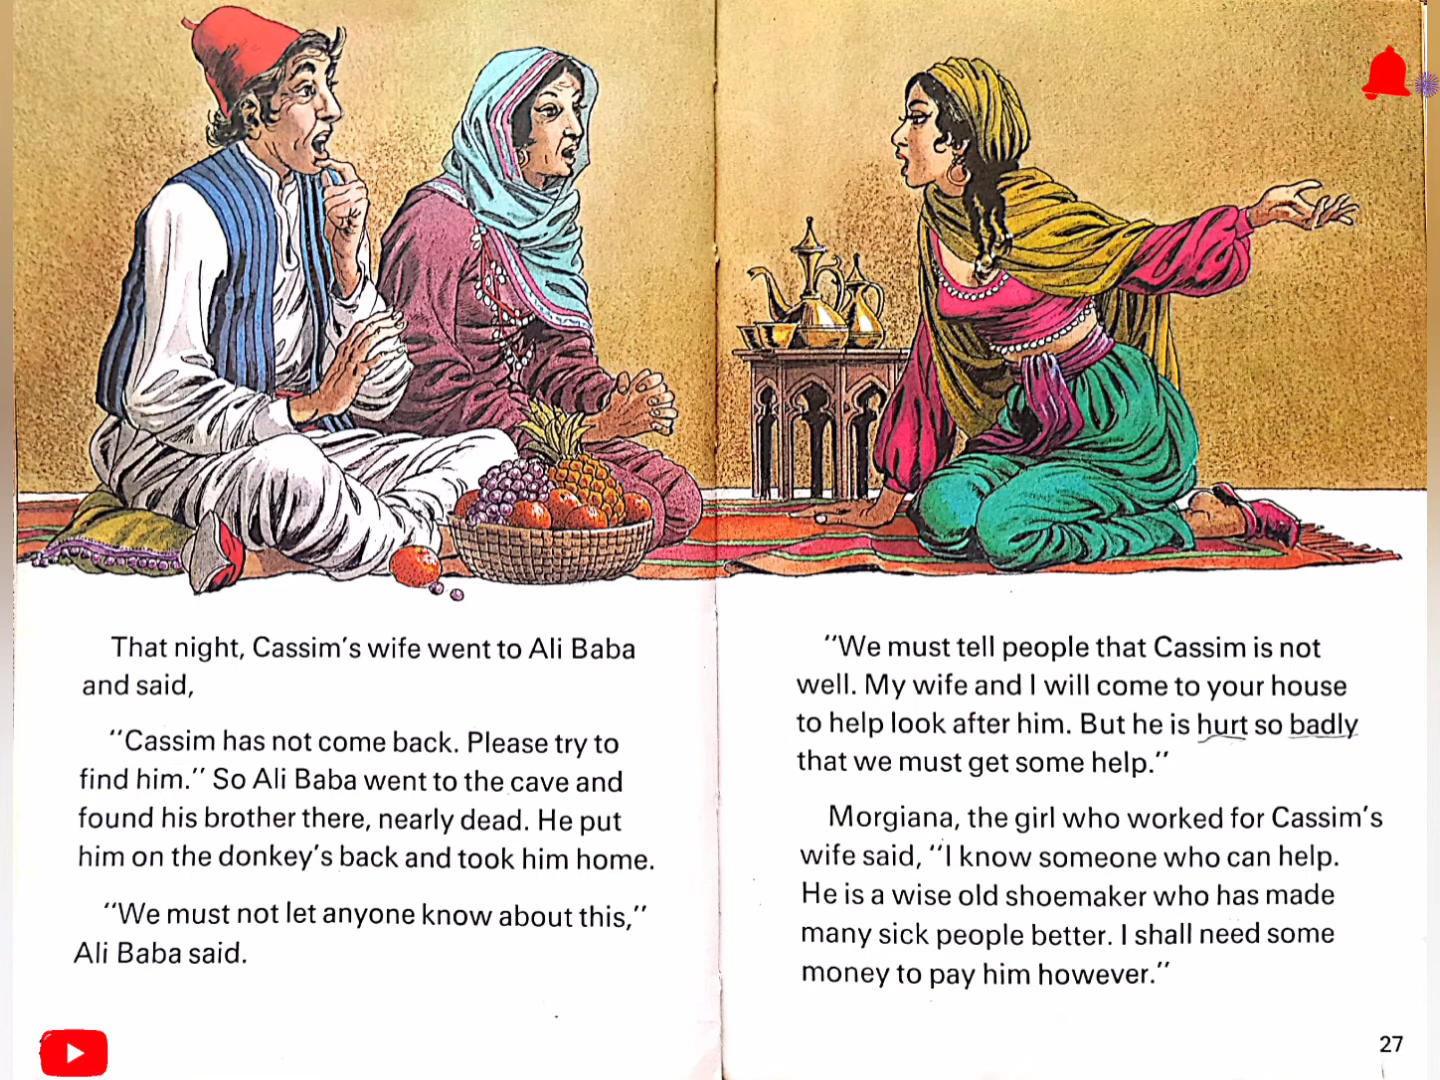 That night, Cassim's wife went to Ali Baba
and said,
"Cassim has not come back. Please try to
find him." So Ali Baba went to the cave and
found his brother there, nearly dead. He put
him on the donkey's back and took him home.
"We must not let anyone know about this,"
Ali Baba said.
"We must tell people that Cassim is not
well. My wife and I will come to your house
to help look after him. But he is hurt so badly
that we must get some help."
Morgiana, the girl who worked for Cassim's
wife said, "I know someone who can help.
He is a wise old shoemaker who has made
many sick people better. I shall need some
money to pay him however."
27